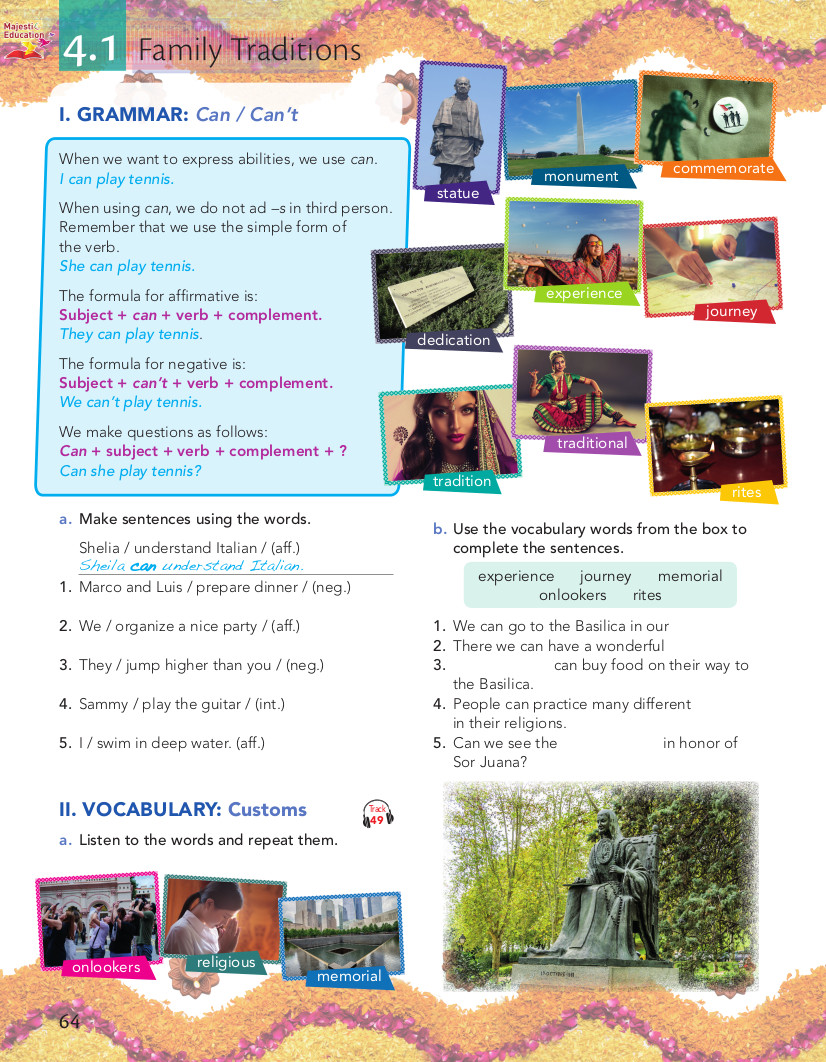 Majestic
Education
4.1 Family Traditions
I. GRAMMAR: Can / Can't
When we want to express abilities, we use can.
I can play tennis.
When using can, we do not ad –s in third person.
Remember that we use the simple form of
the verb.
She can play tennis.
The formula for affirmative is:
Subject + can + verb + complement.
They can play tennis.
The formula for negative is:
Subject + can't + verb + complement.
We can't play tennis.
We make questions as follows:
Can + subject + verb + complement + ?
Can she play tennis?
statue
monument
commemorate
experience
journey
dedication
traditional
tradition
rites
a. Make sentences using the words.
Shelia / understand Italian / (aff.)
Sheila can understand Italian.
1. Marco and Luis / prepare dinner / (neg.)
2. We / organize a nice party / (aff.)
3. They / jump higher than you / (neg.)
4. Sammy / play the guitar / (int.)
5. I / swim in deep water. (aff.)
II. VOCABULARY: Customs
Track
49
a. Listen to the words and repeat them.
onlookers
religious
memorial
b. Use the vocabulary words from the box to
complete the sentences.
experience journey memorial
onlookers rites
1. We can go to the Basilica in our
2. There we can have a wonderful
3. can buy food on their way to
the Basilica.
4. People can practice many different
in their religions.
5. Can we see the in honor of
Sor Juana?
64